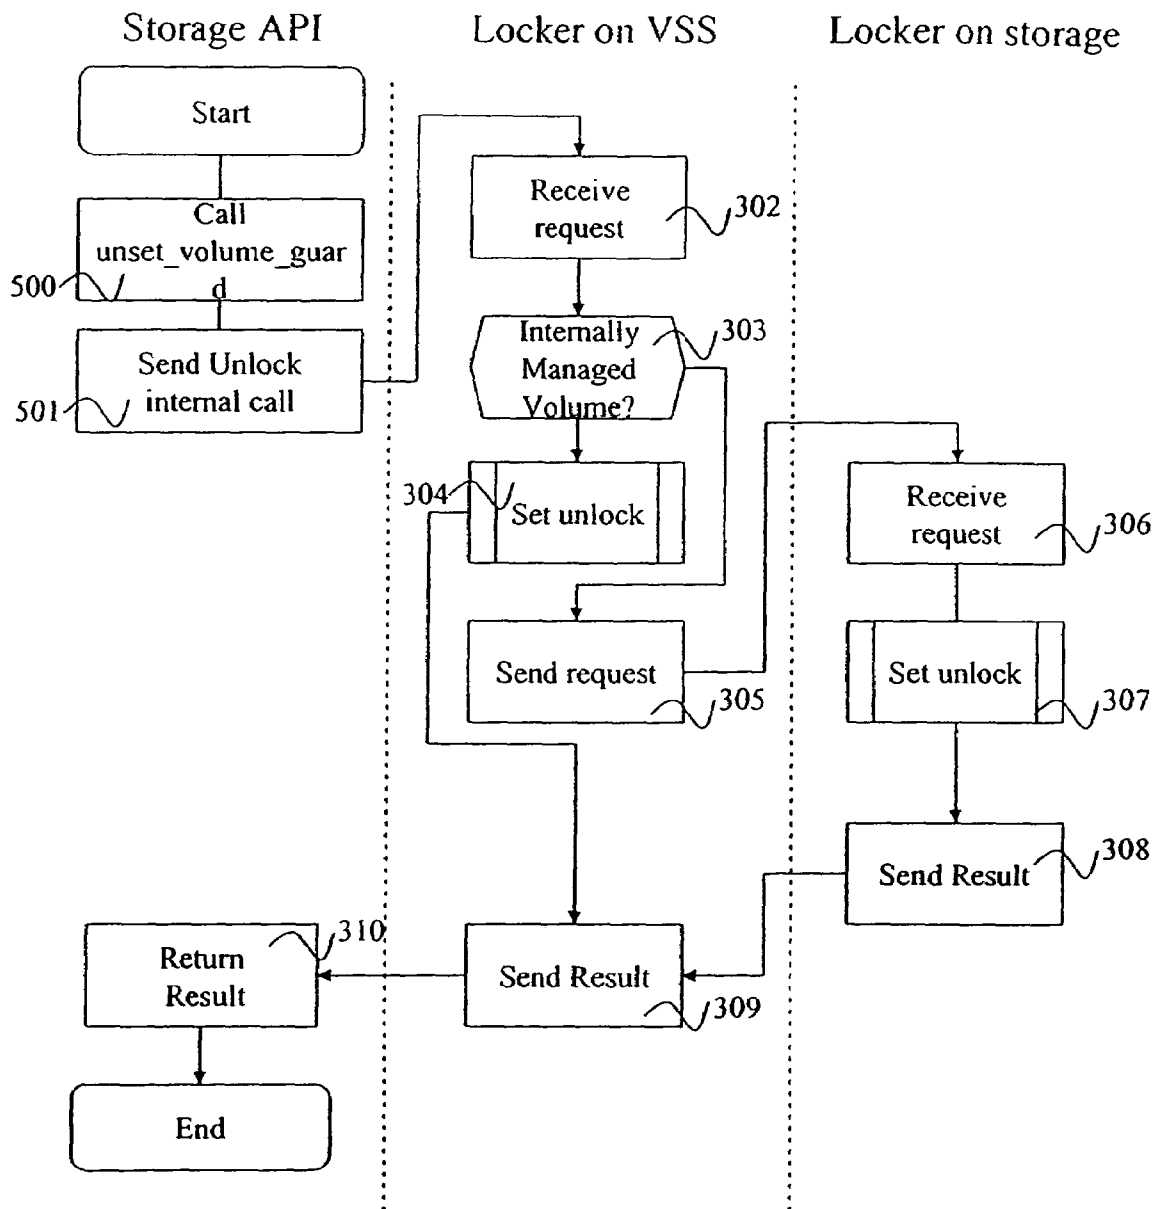 Storage API
Locker on VSS
Locker on storage
Start
Call
unset_volume_guar
d
500
Send Unlock
internal call
501
Receive
request
302
Internally
Managed
Volume?
303
304
Set unlock
Send request
305
Receive
request
306
Set unlock
307
Send Result
308
Send Result
309
310
Return
Result
End